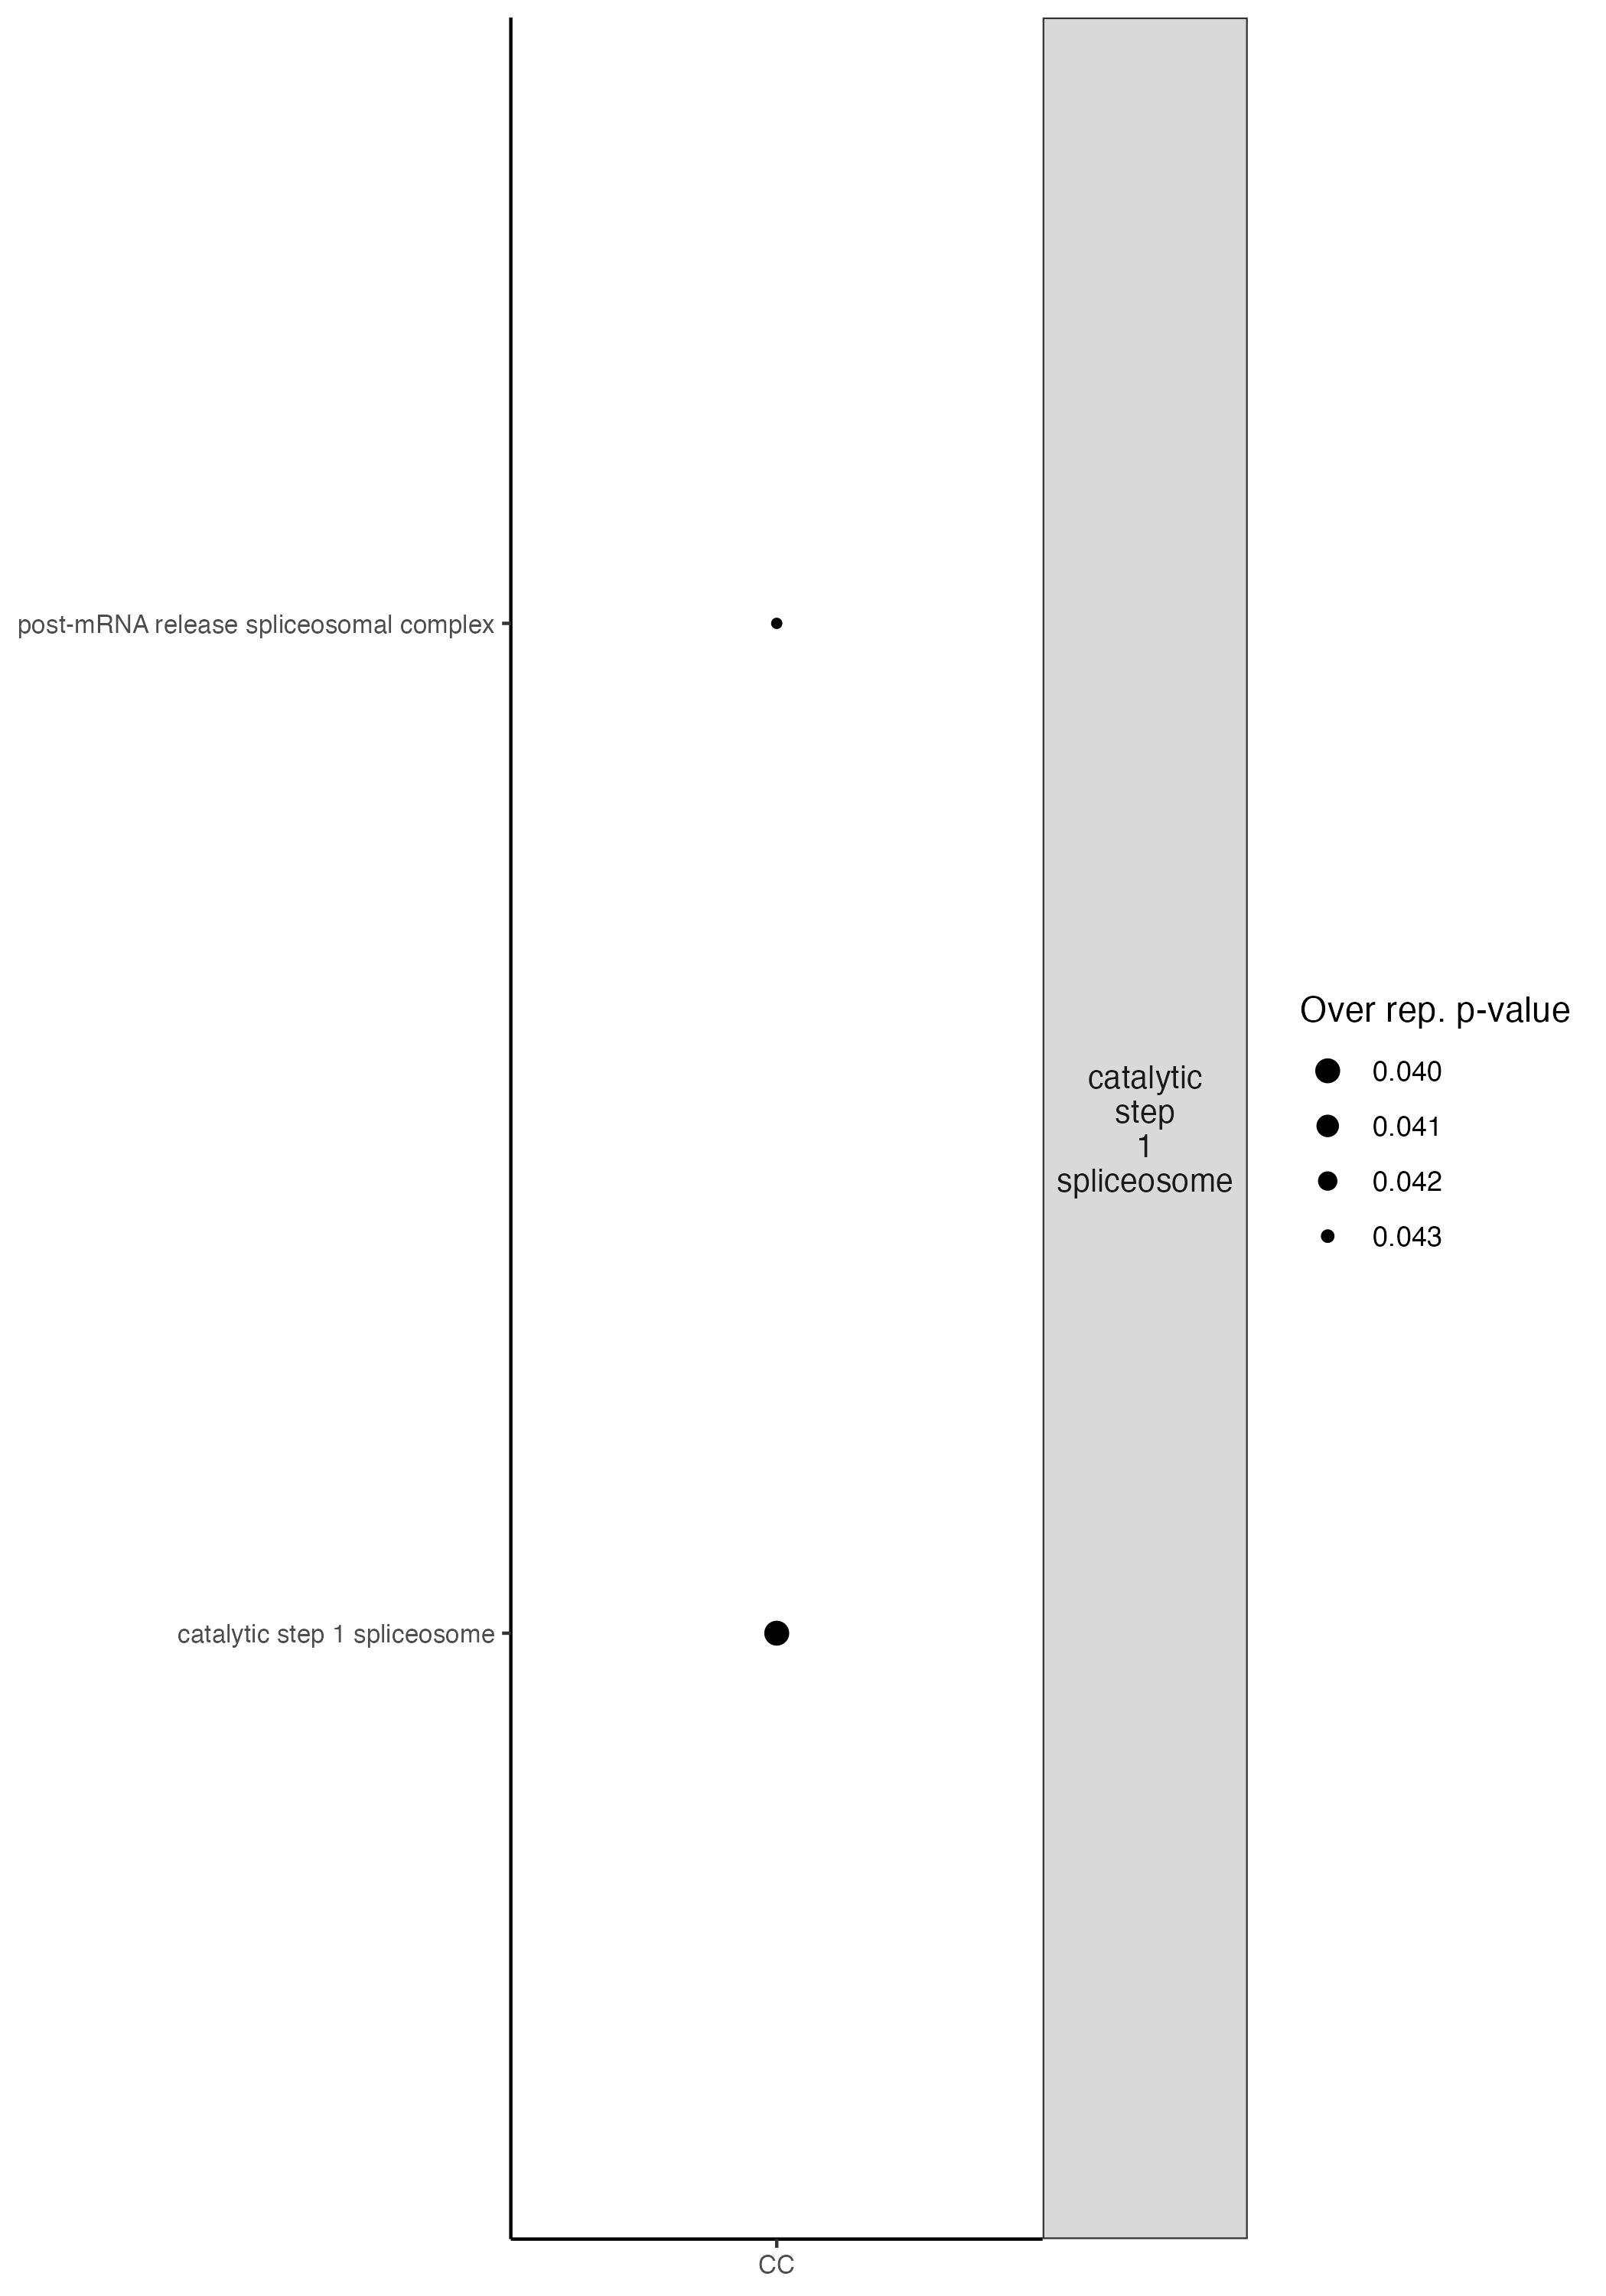 post-mRNA release spliceosomal complex
catalytic step 1 spliceosome
CC
catalytic
step
1
spliceosome
Over rep. p-value
0.040
0.041
0.042
0.043